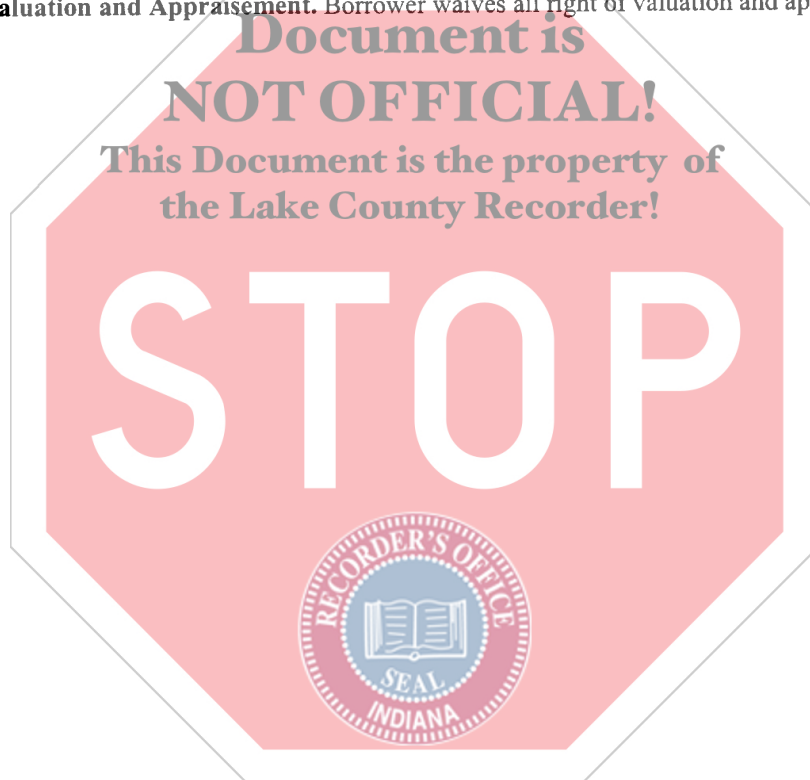 aluation and Appraisement. Borrower waives all right of valuation and ap
Document is
NOT OFFICIAL!
This Document is the property of
the Lake County Recorder!
STOP
RECORDER'S OFFICE
SEAL
INDIANA